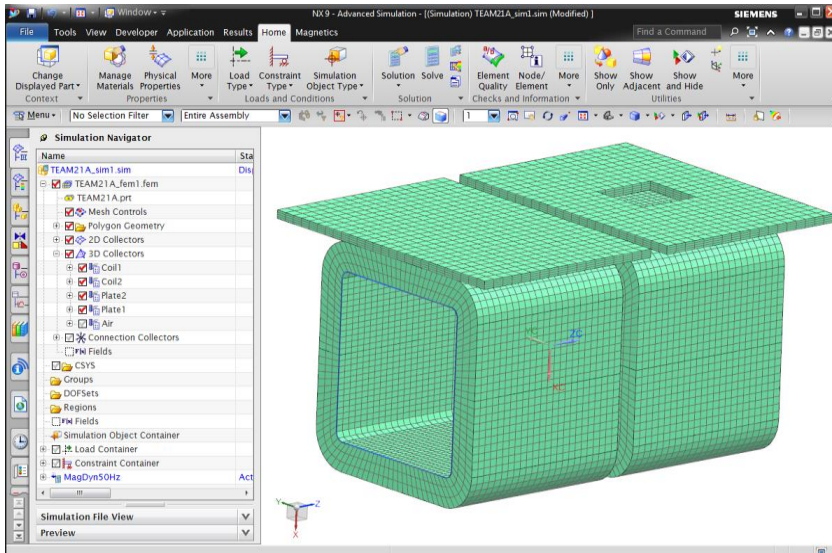 Window
NX 9 - Advanced Simulation - [(Simulation) TEAM21A_sim1.sim (Modified) ]
SIEMENS
File Tools View Developer Application Results Home Magnetics
Find a Command
Change Displayed Part
Manage Materials
Physical Properties
More
Load Type
Constraint Type
Simulation Object Type
Solution
Solve
Element Quality
Node/ Element
More
Show Only
Show Adjacent
Show and Hide
More
Context Properties Loads and Conditions Solution Checks and Information Utilities
Menu No Selection Filter Entire Assembly 1
Simulation Navigator
Name Sta
TEAM21A_sim1.sim Dis
TEAM21A_fem1.fem
TEAM21A.prt
Mesh Controls
Polygon Geometry
2D Collectors
3D Collectors
Coil1
Coil2
Plate2
Plate1
Air
Connection Collectors
Fields
CSYS
Groups
DOFSets
Regions
Fields
Simulation Object Container
Load Container
Constraint Container
MagDyn50Hz Act
Simulation File View
Preview
ZC
XC
Y
Z
X